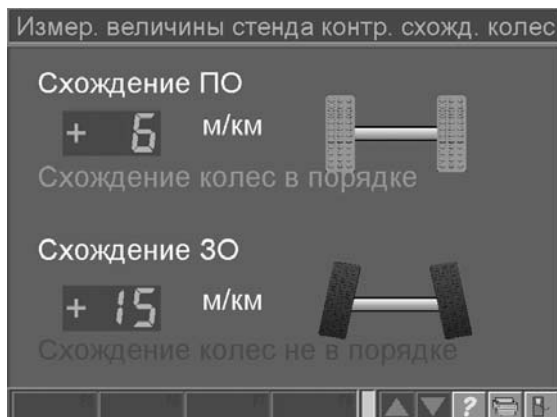 Измер. величины стенда контр. схожд. колес
Схождение ПО
+ 6 м/км
Схождение колес в порядке
Схождение ЗО
+ 15 м/км
Схождение колес не в порядке
?